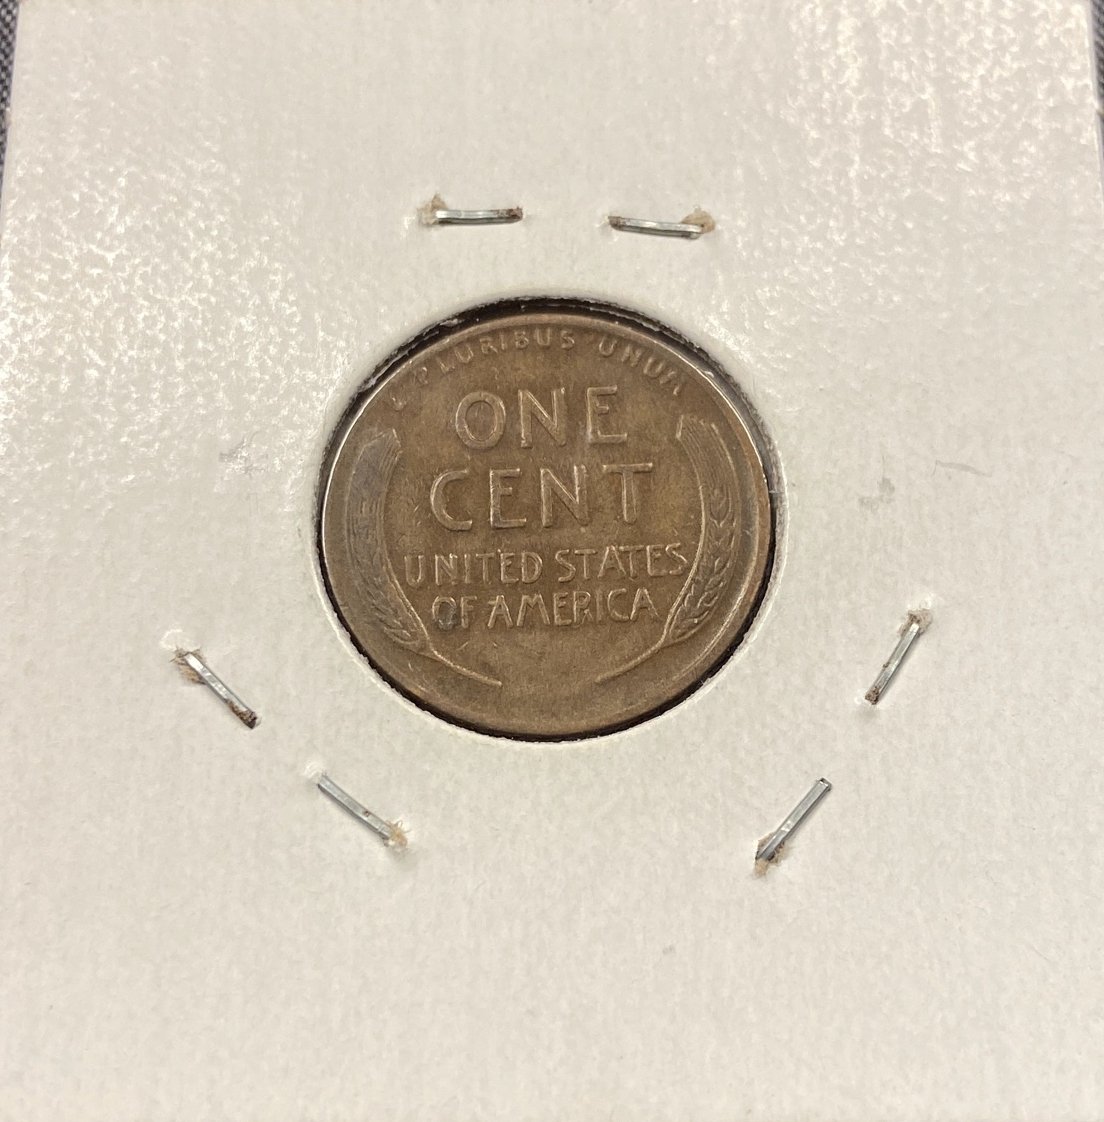 PLURIBUS UNUM
ONE
CENT
UNITED STATES
OF AMERICA